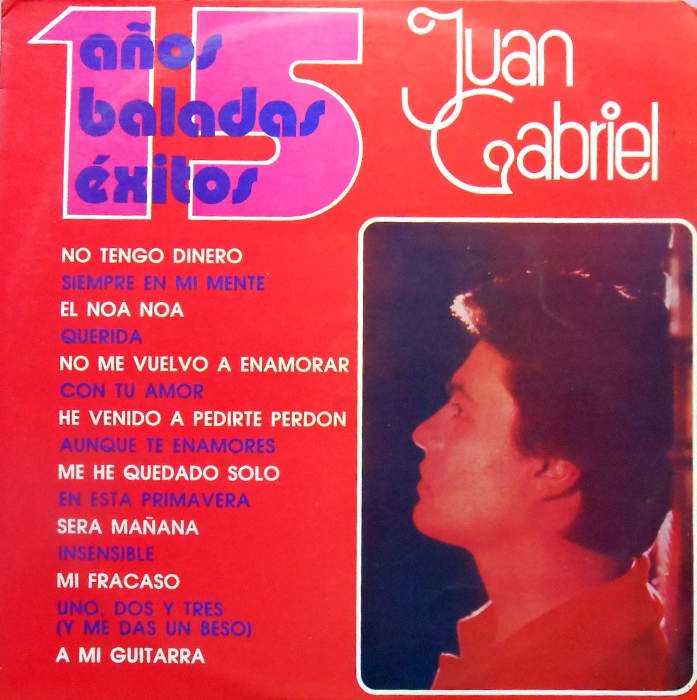 15
años
baladas
éxitos
Juan
Gabriel
NO TENGO DINERO
SIEMPRE EN MI MENTE
EL NOA NOA
QUERIDA
NO ME VUELVO A ENAMORAR
CON TU AMOR
HE VENIDO A PEDIRTE PERDON
AUNQUE TE ENAMORES
ME HE QUEDADO SOLO
EN ESTA PRIMAVERA
SERA MAÑANA
INSENSIBLE
MI FRACASO
UNO, DOS Y TRES
(Y ME DAS UN BESO)
A MI GUITARRA